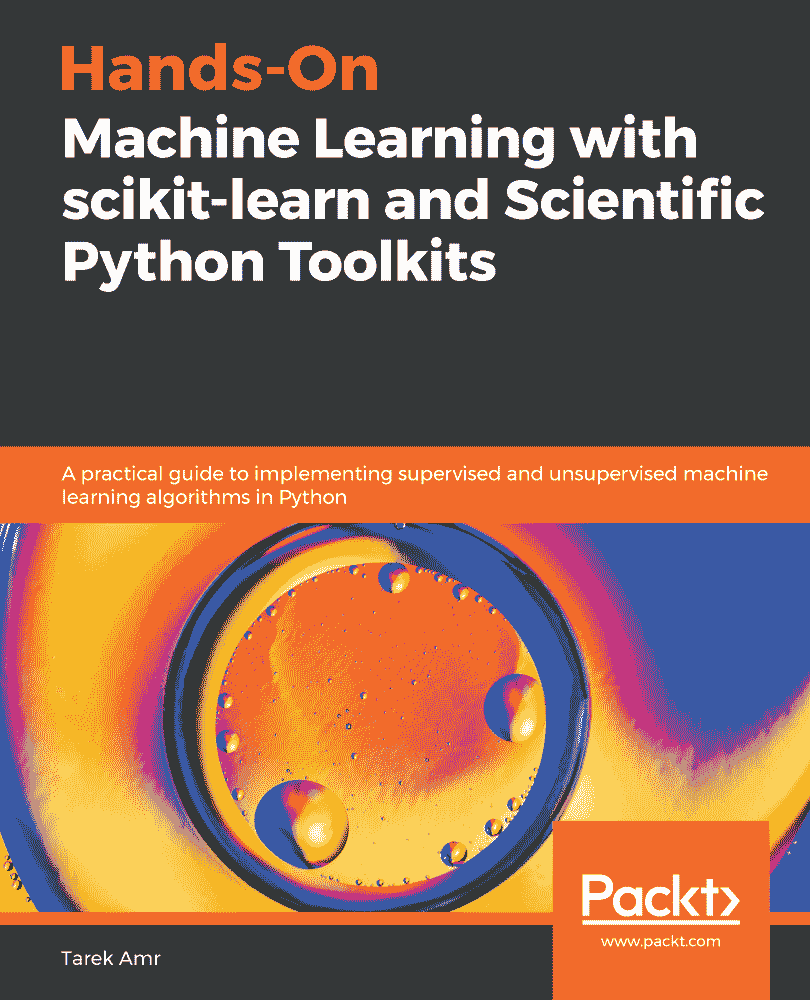 Hands-On
Machine Learning with
scikit-learn and Scientific
Python Toolkits
A practical guide to implementing supervised and unsupervised machine
learning algorithms in Python
Packt>
www.packt.com
Tarek Amr